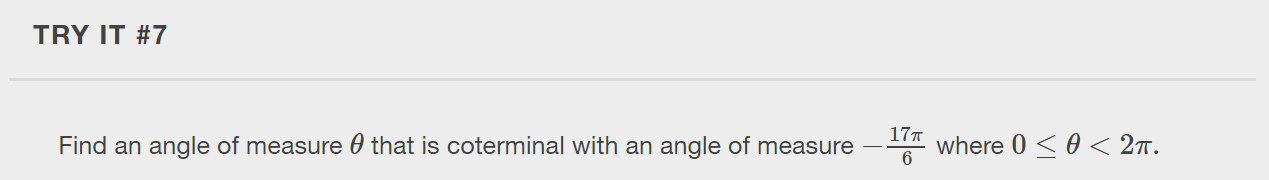 TRY IT #7
Find an angle of measure θ that is coterminal with an angle of measure −\frac{17π}{6} where 0 ≤ θ < 2π.